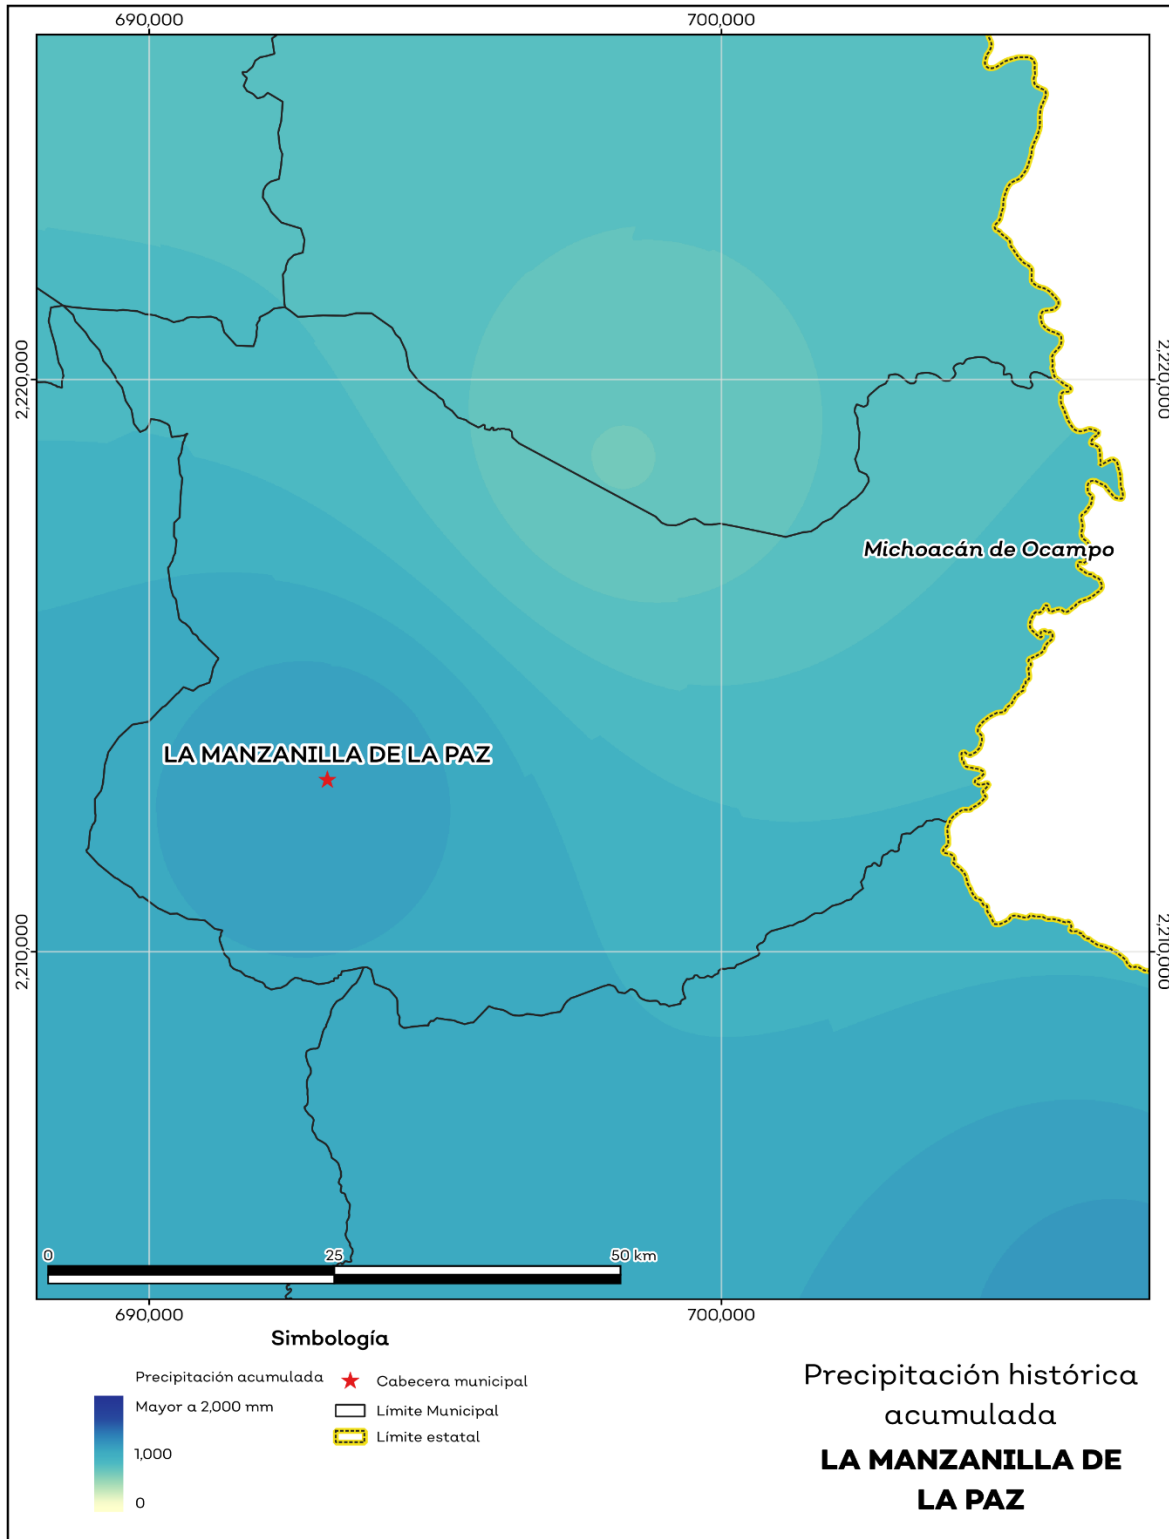 690,000
700,000
2,220,000
2,220,000
Michoacán de Ocampo
LA MANZANILLA DE LA PAZ
2,210,000
2,210,000
0
25
50 km
690,000
700,000
Simbología
Precipitación acumulada
Mayor a 2,000 mm
1,000
0
Cabecera municipal
Límite Municipal
Límite estatal
Precipitación histórica
acumulada
LA MANZANILLA DE
LA PAZ